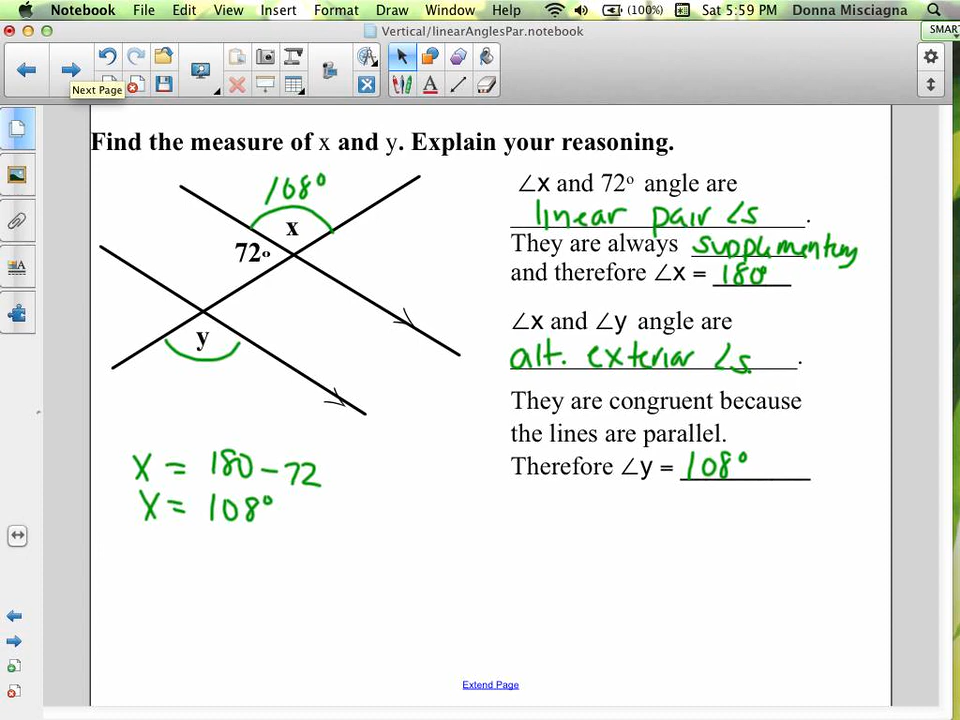 Notebook File Edit View Insert Format Draw Window Help (100%) Sat 5:59 PM Donna Misciagna
Vertical/linearAnglesPar.notebook
SMAR
Next Page
Find the measure of x and y. Explain your reasoning.
108°
x
72°
y
x = 180 - 72
x = 108°
∠x and 72° angle are
linear pair ∠s.
They are always supplementery
and therefore ∠x = 180°
∠x and ∠y angle are
alt. exterior ∠s.
They are congruent because
the lines are parallel.
Therefore ∠y = 108°
Extend Page